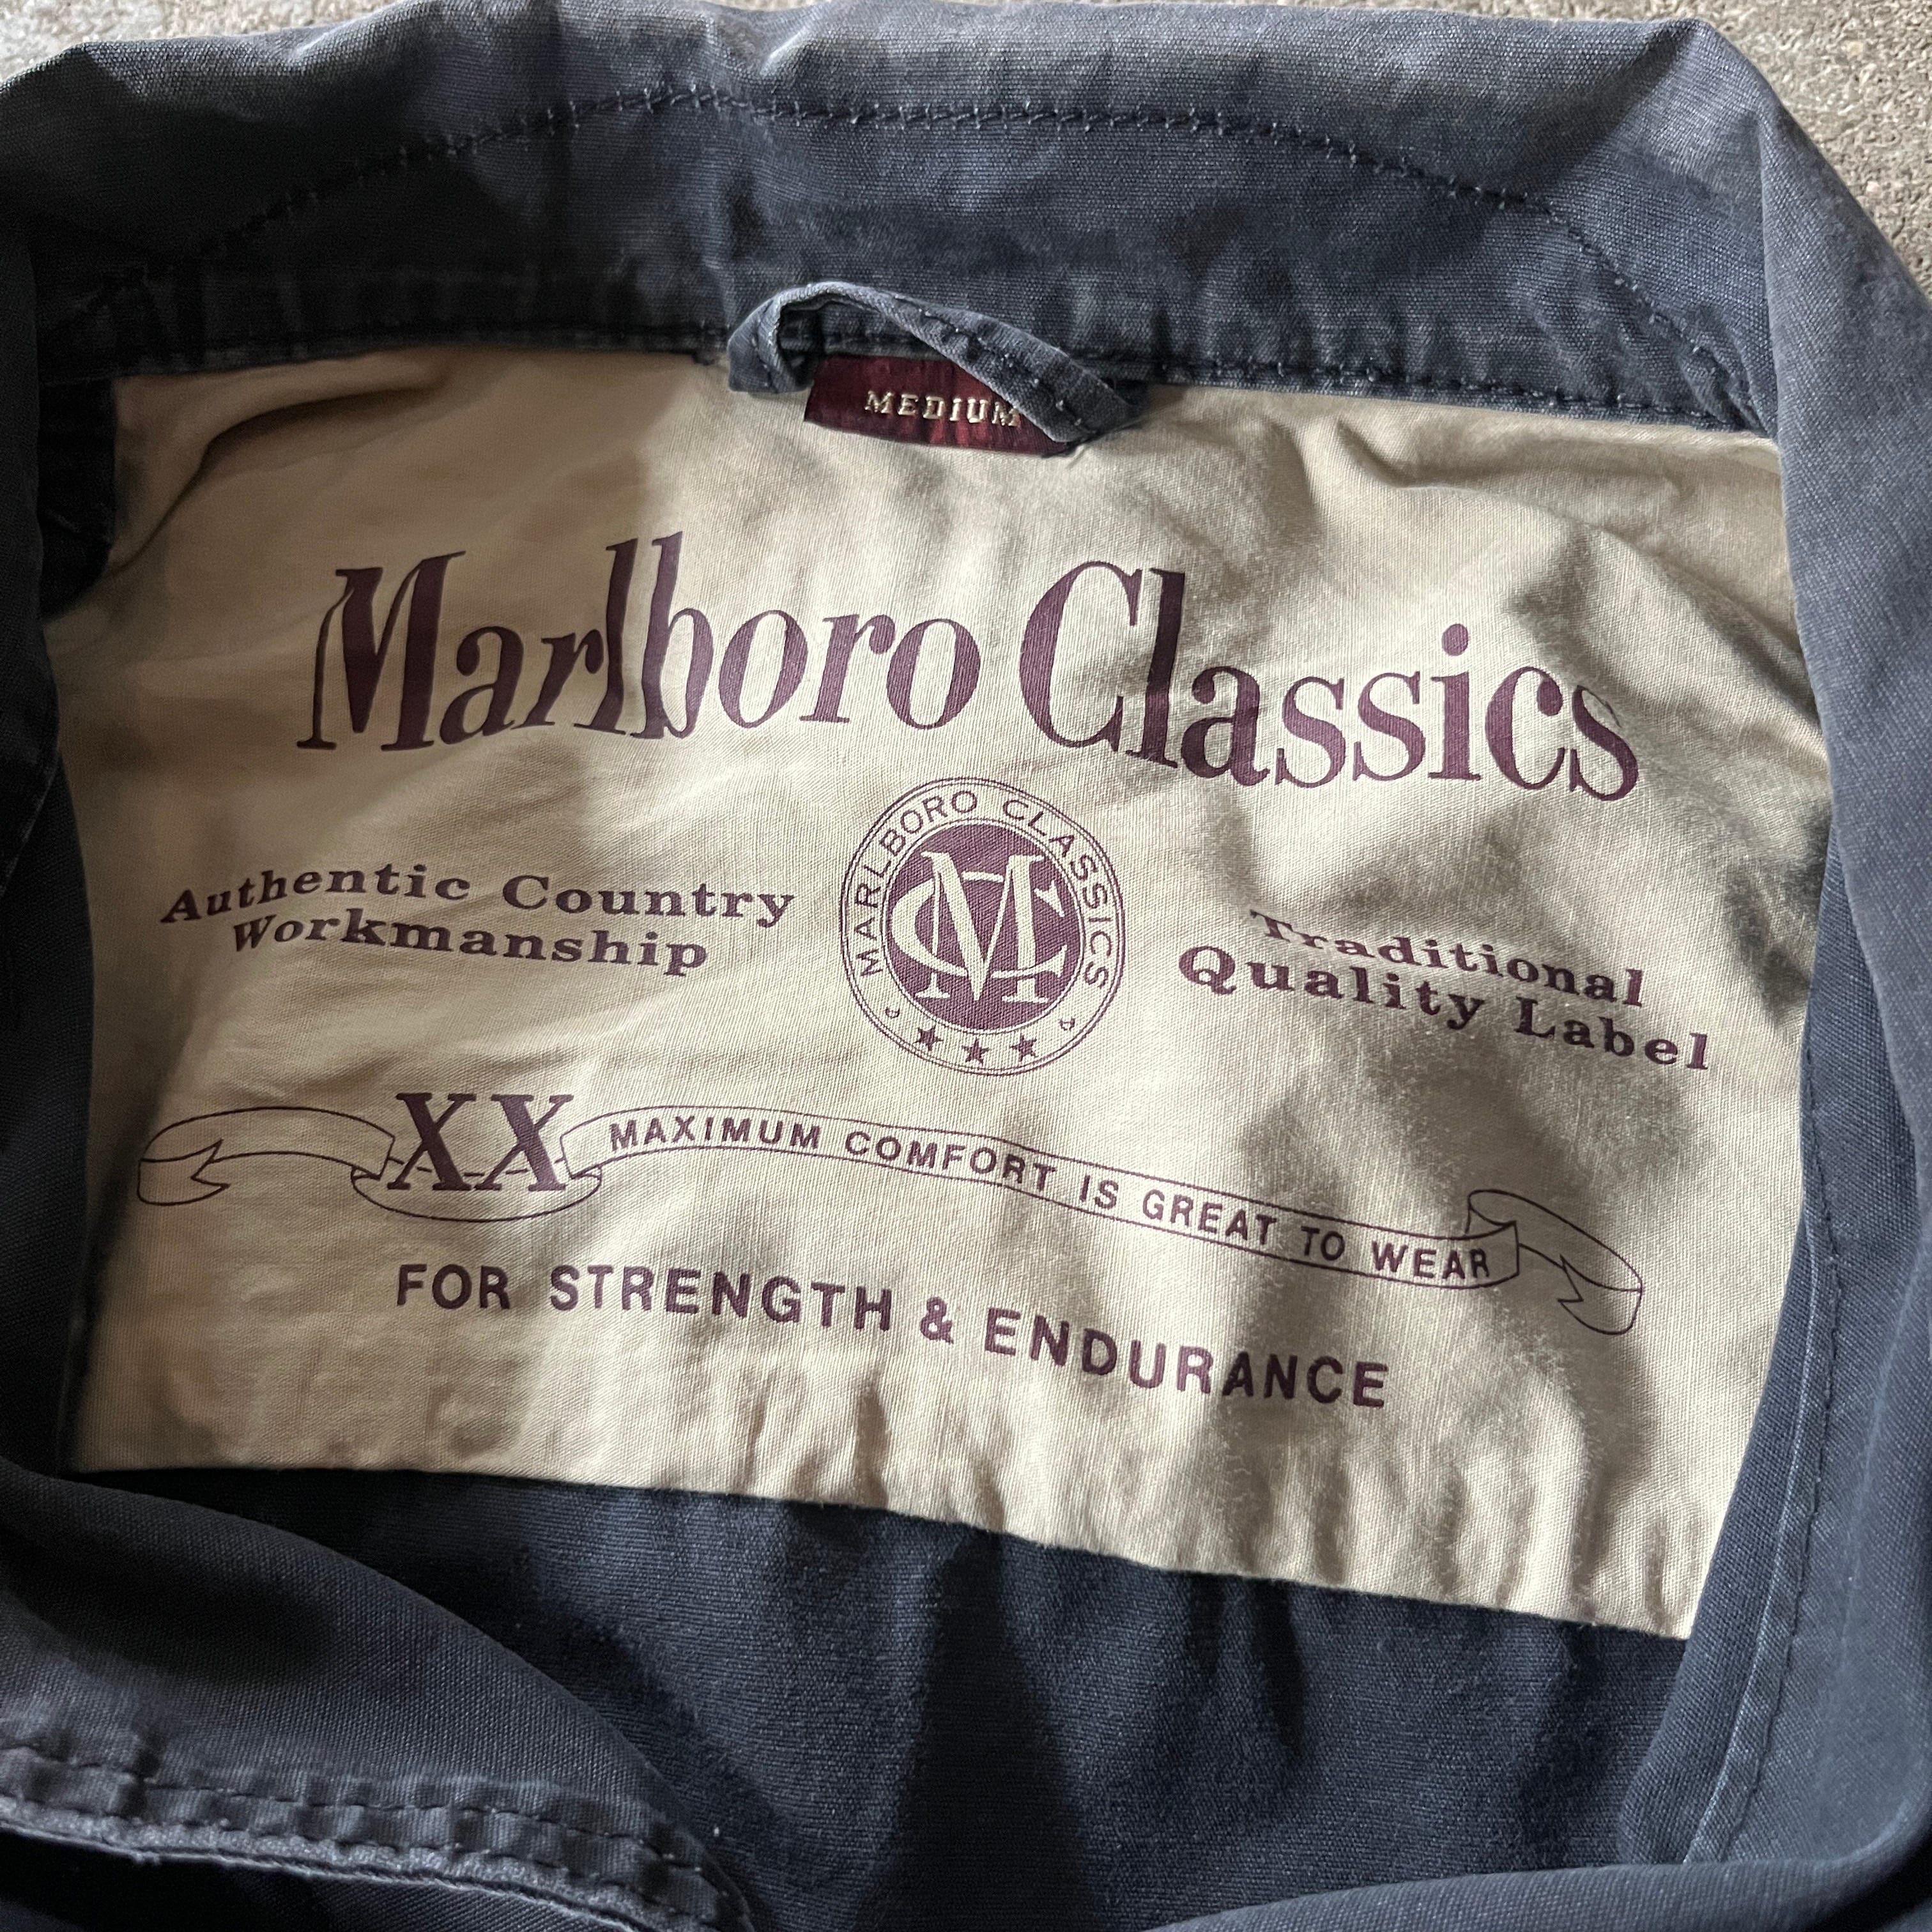 MEDIUM
Marlboro Classics
MARLBORO CLASSICS
MC
Authentic Country
Workmanship
Traditional
Quality Label
XX MAXIMUM COMFORT IS GREAT TO WEAR
FOR STRENGTH & ENDURANCE